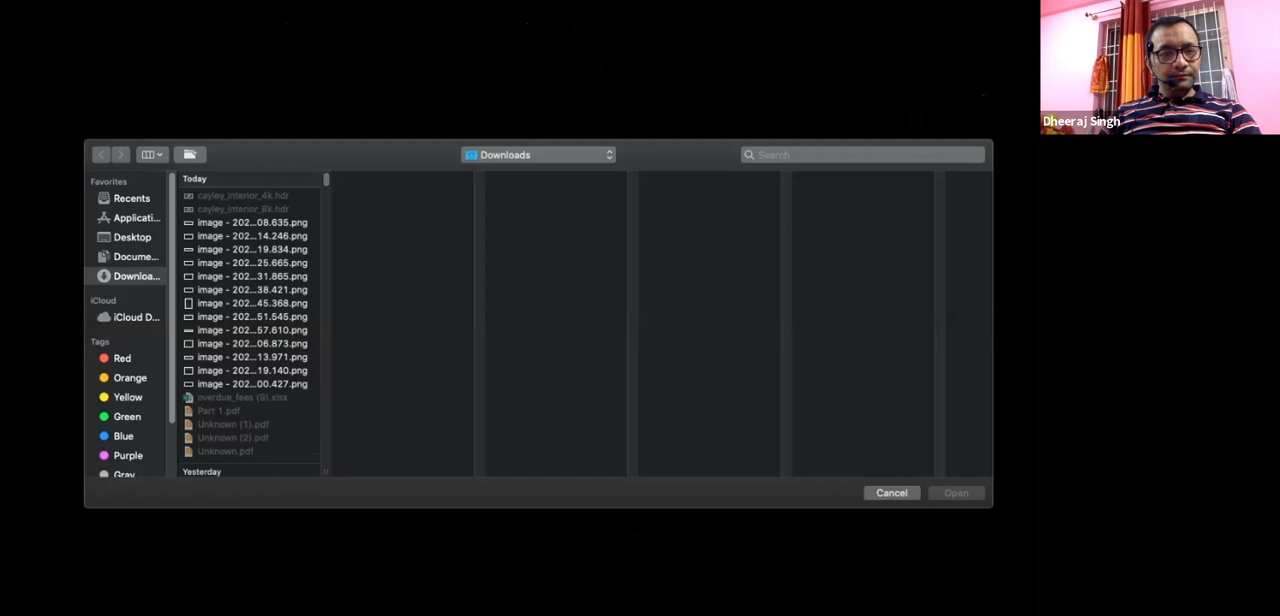 Dheeraj Singh
Downloads
Search
Favorites
Recents
Applicati...
Desktop
Docume...
Downloa...
iCloud
iCloud D...
Tags
Red
Orange
Yellow
Green
Blue
Purple
Gray
Today
cayley_interior_4k.hdr
cayley_interior_8k.hdr
image - 202...08.635.png
image - 202...14.246.png
image - 202...19.834.png
image - 202...25.665.png
image - 202...31.865.png
image - 202...38.421.png
image - 202...45.368.png
image - 202...51.545.png
image - 202...57.610.png
image - 202...06.873.png
image - 202...13.971.png
image - 202...19.140.png
image - 202...00.427.png
overdue_fees (9).xlsx
Part 1.pdf
Unknown (1).pdf
Unknown (2).pdf
Unknown.pdf
Yesterday
Cancel
Open